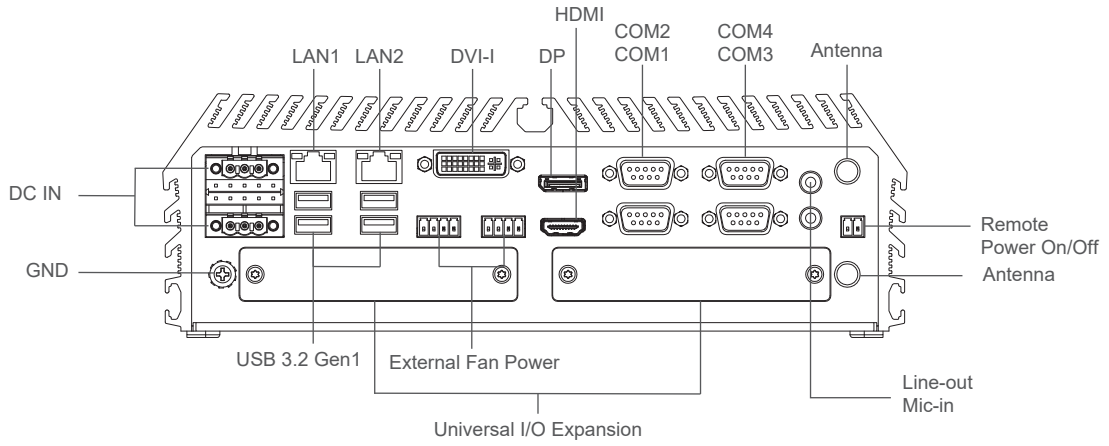 HDMI
COM2
COM1
COM4
COM3
LAN1
LAN2
DVI-I
DP
Antenna
DC IN
Remote
Power On/Off
GND
Antenna
USB 3.2 Gen1
External Fan Power
Line-out
Mic-in
Universal I/O Expansion